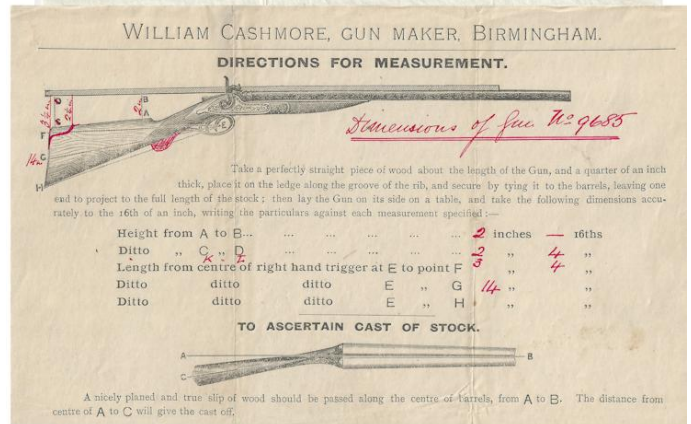 WILLIAM CASHMORE, GUN MAKER, BIRMINGHAM.
DIRECTIONS FOR MEASUREMENT.
Dimensions of Gun No 9685
B
A
F
G
H
14
Take a perfectly straight piece of wood about the length of the Gun, and a quarter of an inch
thick, place it on the ledge along the groove of the rib, and secure by tying it to the barrels, leaving one
end to project to the full length of the stock; then lay the Gun on its side on a table, and take the following dimensions accu-
rately to the 16th of an inch, writing the particulars against each measurement specified:—
Height from A to B... ... ... ... ... ... 2 inches — 16ths
Ditto „ C „ D ... ... ... ... ... 2 „ 4 „
K - I
Length from centre of right hand trigger at E to point F 3 „ 4 „
Ditto ditto ditto E „ G 14 „ „
Ditto ditto ditto E „ H „ „
TO ASCERTAIN CAST OF STOCK.
A B
C
A nicely planed and true slip of wood should be passed along the centre of barrels, from A to B. The distance from
centre of A to C will give the cast off.